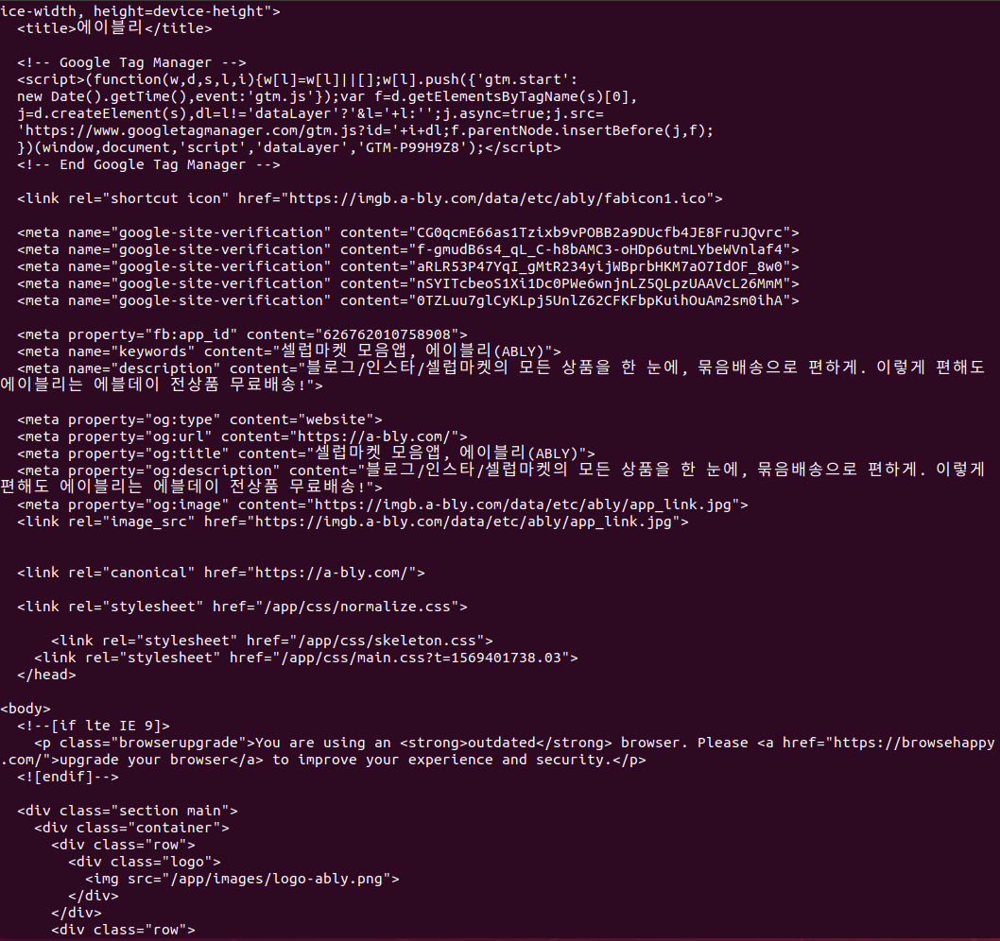 ice-width, height=device-height">
<title>에이블리</title>
<!-- Google Tag Manager -->
<script>(function(w,d,s,l,i){w[l]=w[l]||[];w[l].push({'gtm.start':
new Date().getTime(),event:'gtm.js'});var f=d.getElementsByTagName(s)[0],
j=d.createElement(s),dl=l!='dataLayer'?'&l='+l:'';j.async=true;j.src=
'https://www.googletagmanager.com/gtm.js?id='+i+dl;f.parentNode.insertBefore(j,f);
})(window,document,'script','dataLayer','GTM-P99H9Z8');</script>
<!-- End Google Tag Manager -->
<link rel="shortcut icon" href="https://imgb.a-bly.com/data/etc/ably/fabicon1.ico">
<meta name="google-site-verification" content="CG0qcmE66as1Tzixb9vPOBB2a9DUcfb4JE8FruJQvrc">
<meta name="google-site-verification" content="f-gmudB6s4_qL_C-h8bAMC3-oHDp6utmLYbeWVnlaf4">
<meta name="google-site-verification" content="aRLR53P47YqI_gMtR234yijWBprbHKM7aO7IdOF_8w0">
<meta name="google-site-verification" content="nSYITcbeoS1Xi1Dc0PWe6wnjnLZ5QLpzUAAVcL26MmM">
<meta name="google-site-verification" content="0TZLuu7glCyKLpj5UnlZ62CFKFbpKuihOuAm2sm0ihA">
<meta property="fb:app_id" content="626762010758908">
<meta name="keywords" content="셀럽마켓 모음앱, 에이블리(ABLY)">
<meta name="description" content="블로그/인스타/셀럽마켓의 모든 상품을 한 눈에, 묶음배송으로 편하게. 이렇게 편해도
에이블리는 에블데이 전상품 무료배송!">
<meta property="og:type" content="website">
<meta property="og:url" content="https://a-bly.com/">
<meta property="og:title" content="셀럽마켓 모음앱, 에이블리(ABLY)">
<meta property="og:description" content="블로그/인스타/셀럽마켓의 모든 상품을 한 눈에, 묶음배송으로 편하게. 이렇게
편해도 에이블리는 에블데이 전상품 무료배송!">
<meta property="og:image" content="https://imgb.a-bly.com/data/etc/ably/app_link.jpg">
<link rel="image_src" href="https://imgb.a-bly.com/data/etc/ably/app_link.jpg">
<link rel="canonical" href="https://a-bly.com/">
<link rel="stylesheet" href="/app/css/normalize.css">
<link rel="stylesheet" href="/app/css/skeleton.css">
<link rel="stylesheet" href="/app/css/main.css?t=1569401738.03">
</head>
<body>
<!--[if lte IE 9]>
<p class="browserupgrade">You are using an <strong>outdated</strong> browser. Please <a href="https://browsehappy
.com/">upgrade your browser</a> to improve your experience and security.</p>
<![endif]-->
<div class="section main">
<div class="container">
<div class="row">
<div class="logo">
<img src="/app/images/logo-ably.png">
</div>
</div>
<div class="row">